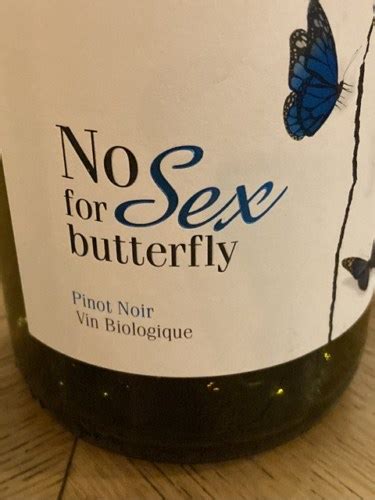 No Sex
for
butterfly
Pinot Noir
Vin Biologique